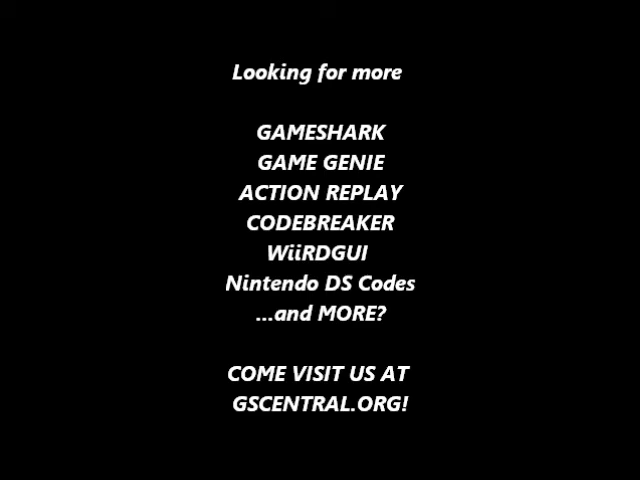 Looking for more
GAMESHARK
GAME GENIE
ACTION REPLAY
CODEBREAKER
WiiRDGUI
Nintendo DS Codes
...and MORE?
COME VISIT US AT
GSCENTRAL.ORG!